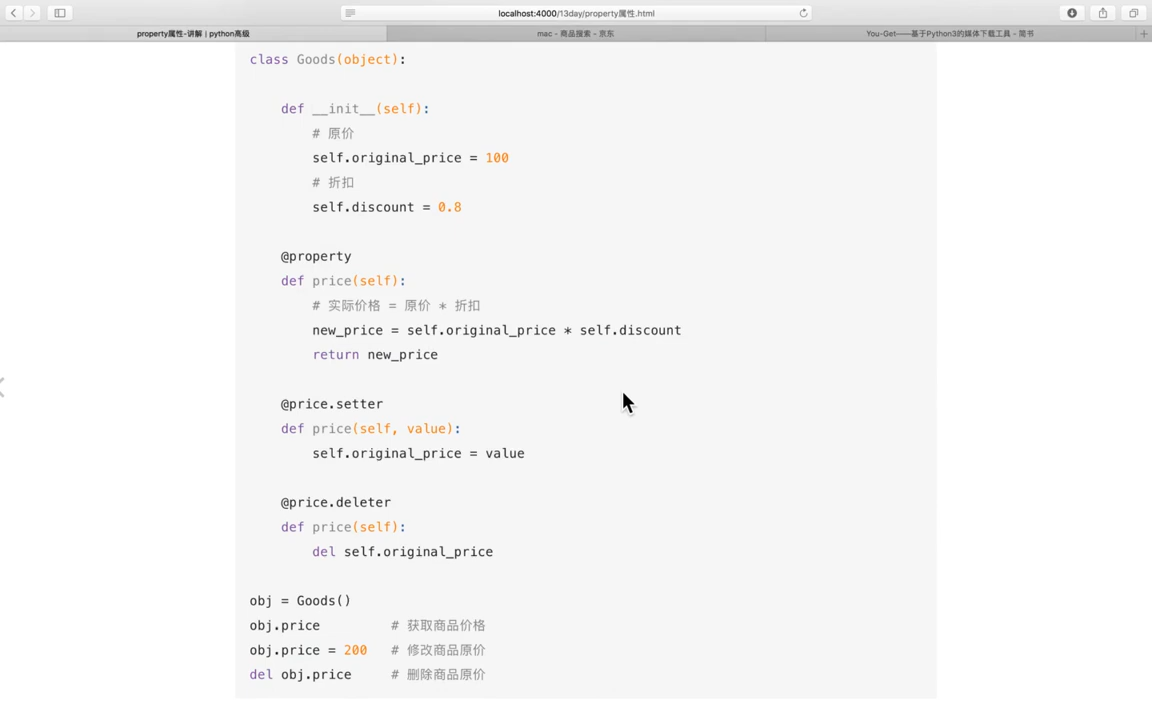 localhost:4000/13day/property属性.html
property属性-讲解 | python高级
mac - 商品搜索 - 京东
You-Get——基于Python3的媒体下载工具 - 简书
class Goods(object):
def __init__(self):
# 原价
self.original_price = 100
# 折扣
self.discount = 0.8
@property
def price(self):
# 实际价格 = 原价 * 折扣
new_price = self.original_price * self.discount
return new_price
@price.setter
def price(self, value):
self.original_price = value
@price.deleter
def price(self):
del self.original_price
obj = Goods()
obj.price # 获取商品价格
obj.price = 200 # 修改商品原价
del obj.price # 删除商品原价